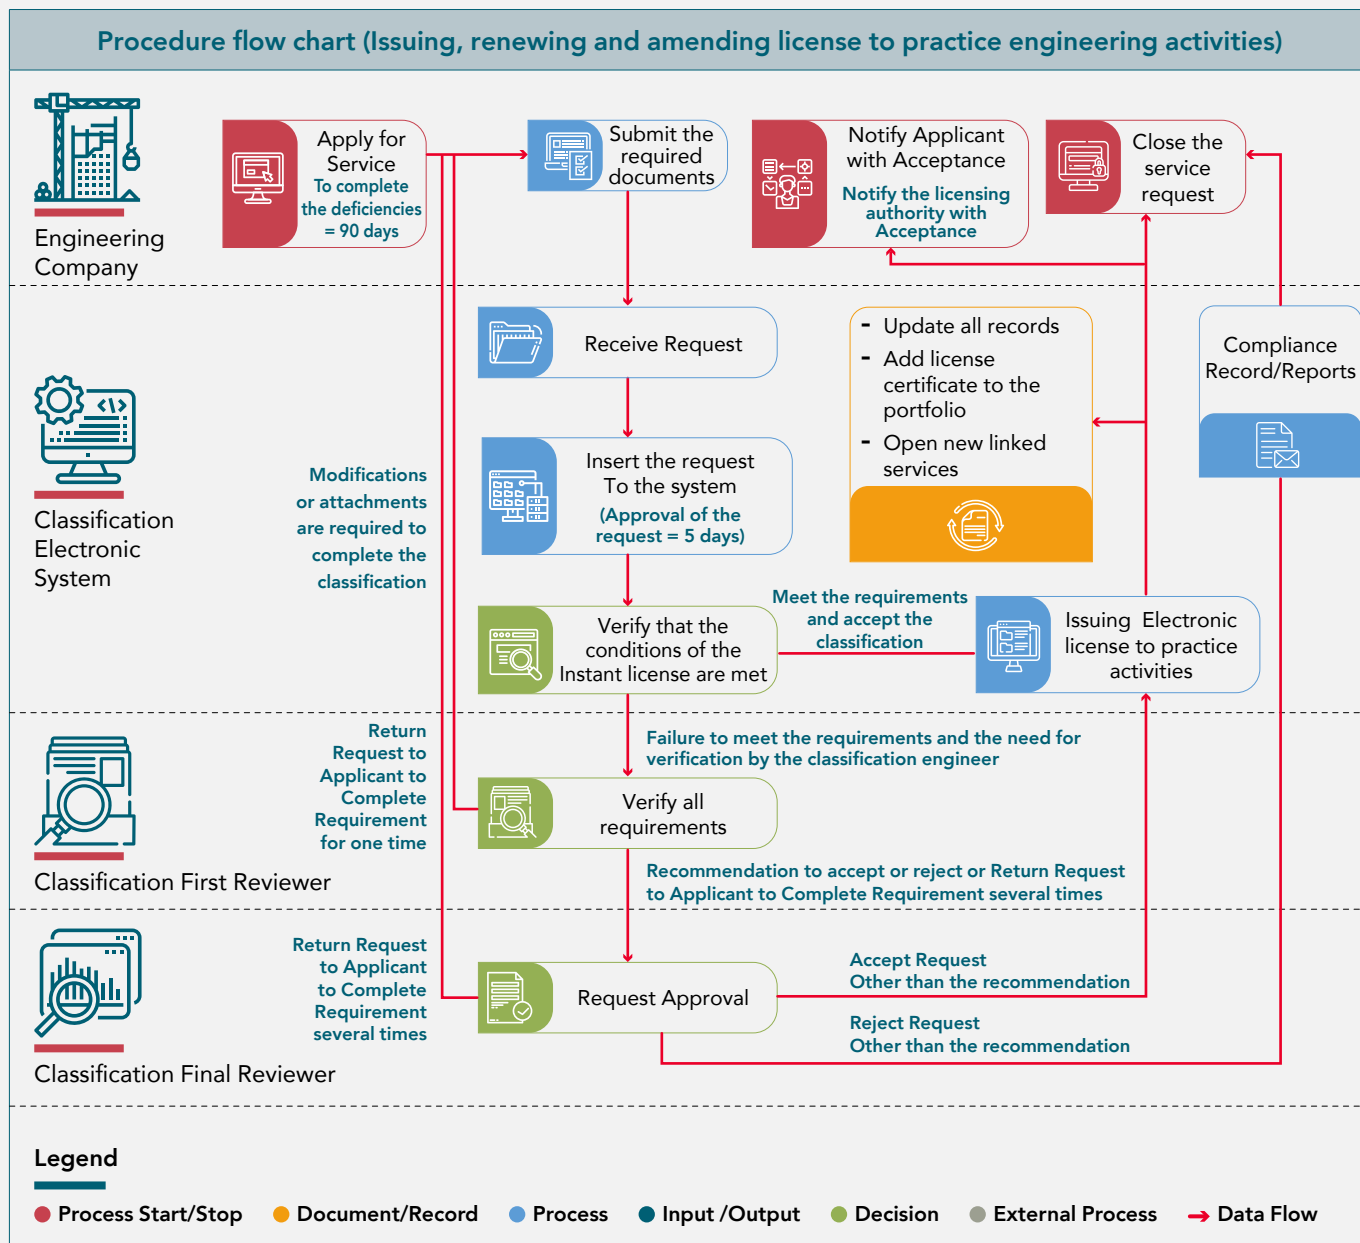 Procedure flow chart (Issuing, renewing and amending license to practice engineering activities)
Engineering
Company
Apply for
Service
To complete
the deficiencies
= 90 days
Submit the
required
documents
Notify Applicant
with Acceptance
Notify the licensing
authority with
Acceptance
Close the
service
request
Classification
Electronic
System
Modifications
or attachments
are required to
complete the
classification
Receive Request
Insert the request
To the system
(Approval of the
request = 5 days)
- Update all records
- Add license
certificate to the
portfolio
- Open new linked
services
Compliance
Record/Reports
Verify that the
conditions of the
Instant license are met
Meet the requirements
and accept the
classification
Issuing Electronic
license to practice
activities
Classification First Reviewer
Return
Request to
Applicant to
Complete
Requirement
for one time
Failure to meet the requirements and the need for
verification by the classification engineer
Verify all
requirements
Recommendation to accept or reject or Return Request
to Applicant to Complete Requirement several times
Classification Final Reviewer
Return Request
to Applicant
to Complete
Requirement
several times
Request Approval
Accept Request
Other than the recommendation
Reject Request
Other than the recommendation
Legend
Process Start/Stop
Document/Record
Process
Input /Output
Decision
External Process
Data Flow